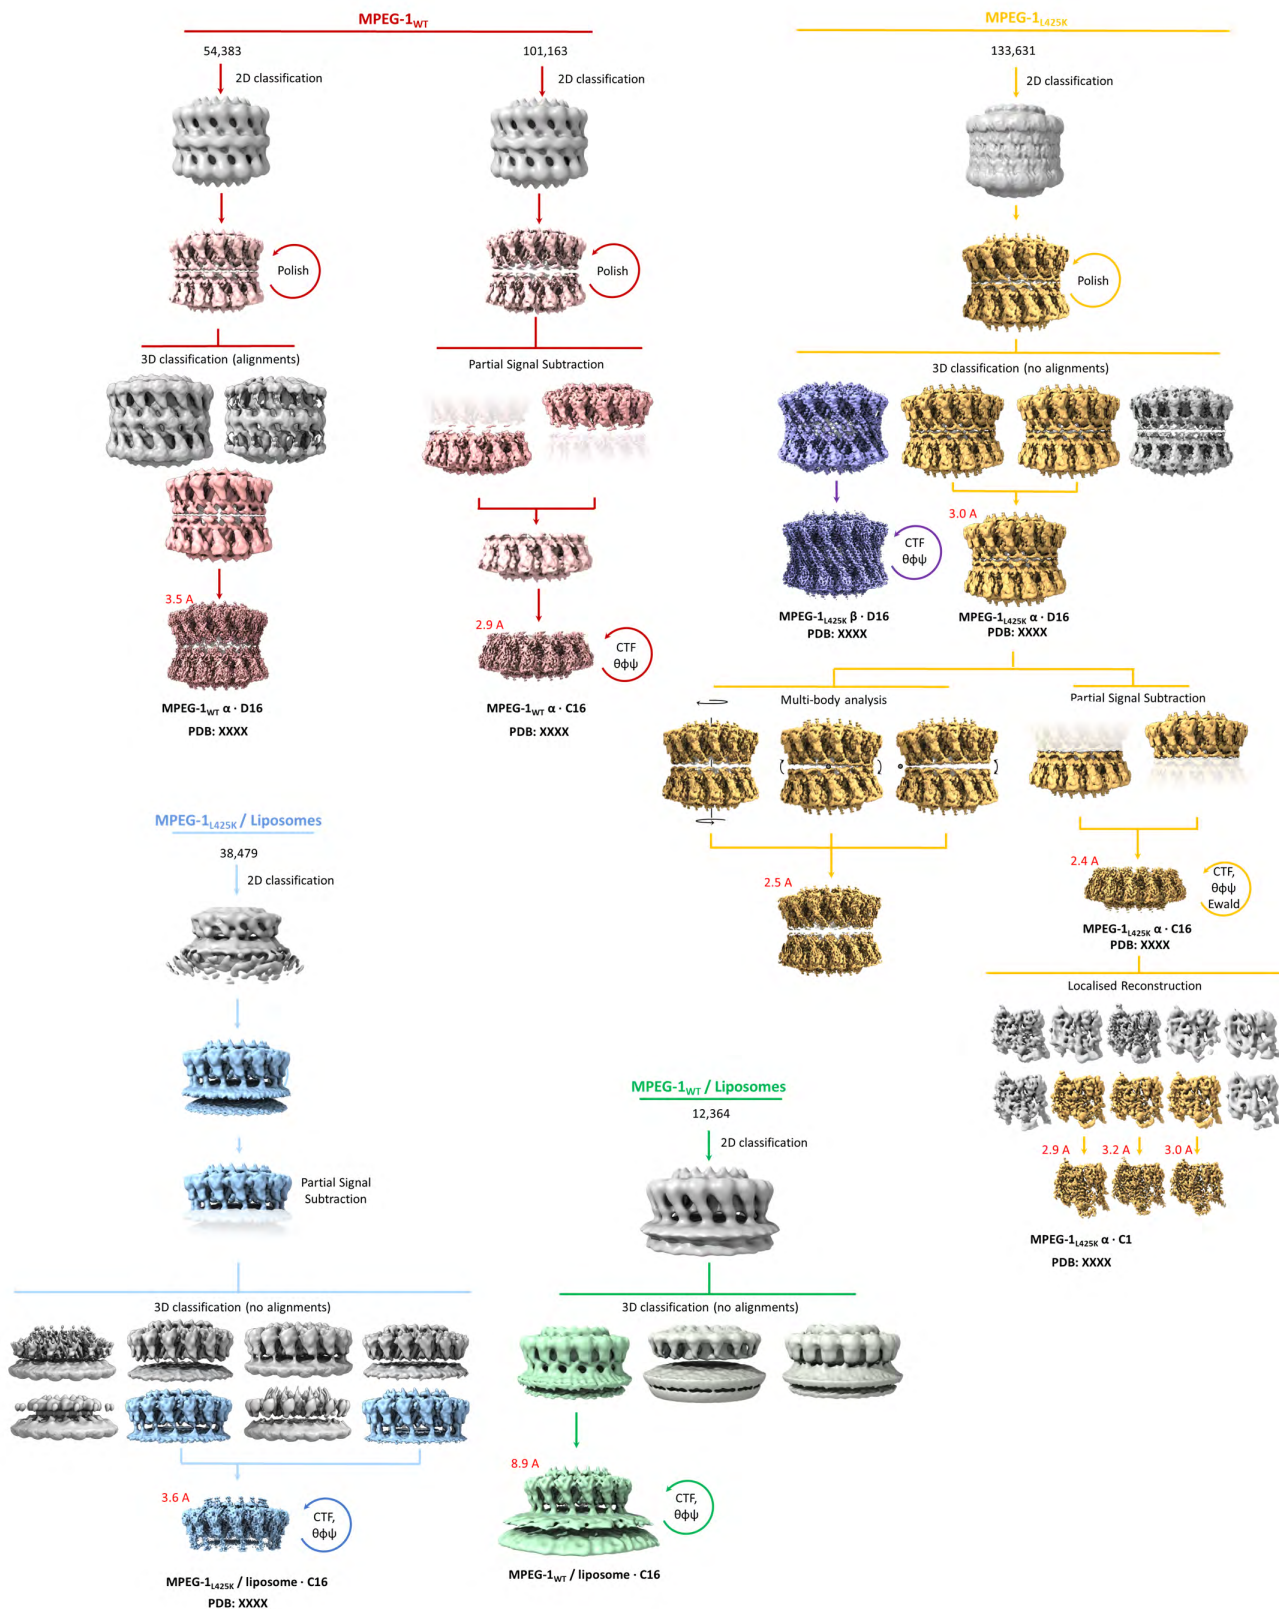 MPEG-1WT
54,383
2D classification
Polish
3D classification (alignments)
3.5 A
MPEG-1WT α · D16
PDB: XXXX
101,163
2D classification
Polish
Partial Signal Subtraction
2.9 A
CTF
θϕψ
MPEG-1WT α · C16
PDB: XXXX
MPEG-1L425K
133,631
2D classification
Polish
3D classification (no alignments)
CTF
θϕψ
MPEG-1L425K β · D16
PDB: XXXX
3.0 A
MPEG-1L425K α · D16
PDB: XXXX
Multi-body analysis
2.5 A
Partial Signal Subtraction
2.4 A
CTF,
θϕψ
Ewald
MPEG-1L425K α · C16
PDB: XXXX
Localised Reconstruction
2.9 A
3.2 A
3.0 A
MPEG-1L425K α · C1
PDB: XXXX
MPEG-1L425K / Liposomes
38,479
2D classification
Partial Signal
Subtraction
3D classification (no alignments)
3.6 A
CTF,
θϕψ
MPEG-1L425K / liposome · C16
PDB: XXXX
MPEG-1WT / Liposomes
12,364
2D classification
3D classification (no alignments)
8.9 A
CTF,
θϕψ
MPEG-1WT / liposome · C16